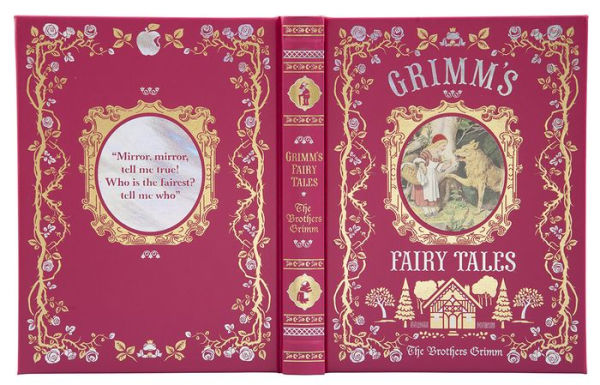 “Mirror, mirror,
tell me true!
Who is the fairest?
tell me who”
GRIMM'S
FAIRY TALES
The Brothers
Grimm
GRIMM'S
FAIRY TALES
The Brothers Grimm